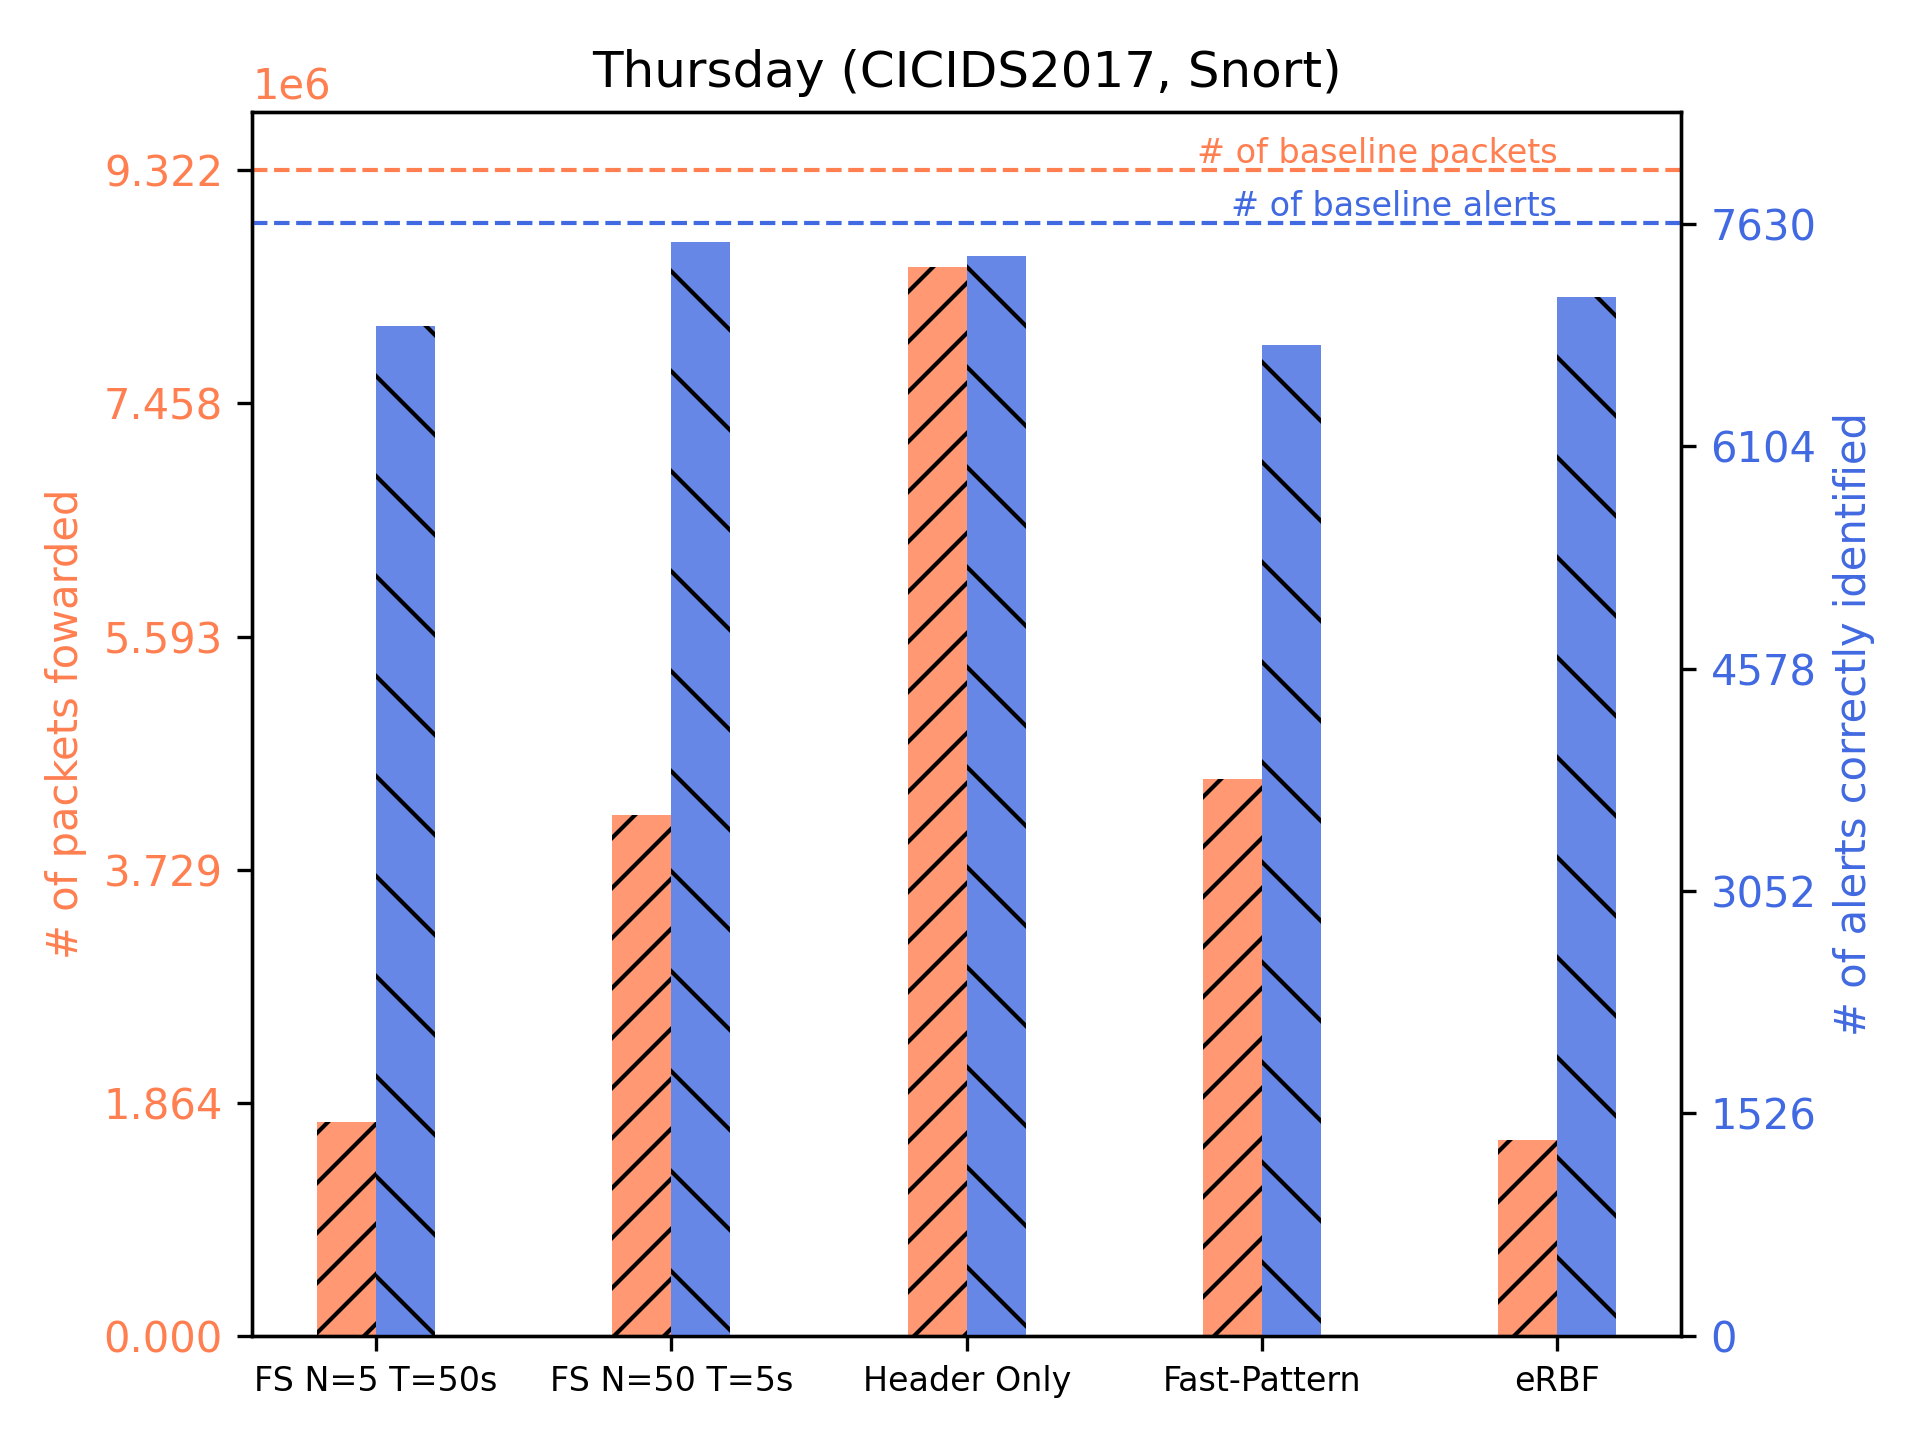 Thursday (CICIDS2017, Snort)
1e6
# of baseline packets
# of baseline alerts
9.322
7.458
5.593
3.729
1.864
0.000
# of packets fowarded
7630
6104
4578
3052
1526
0
# of alerts correctly identified
FS N=5 T=50s
FS N=50 T=5s
Header Only
Fast-Pattern
eRBF